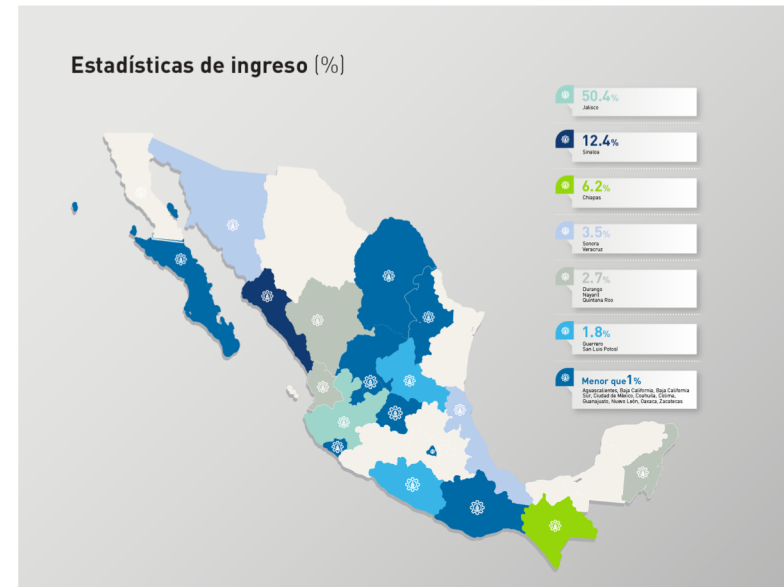 Estadísticas de ingreso (%)
50.4%
Jalisco
12.4%
Sinaloa
6.2%
Chiapas
3.5%
Sonora
Veracruz
2.7%
Durango
Nayarit
Quintana Roo
1.8%
Guerrero
San Luis Potosí
Menor que 1%
Aguascalientes, Baja California, Baja California
Sur, Ciudad de México, Coahuila, Colima,
Guanajuato, Nuevo León, Oaxaca, Zacatecas